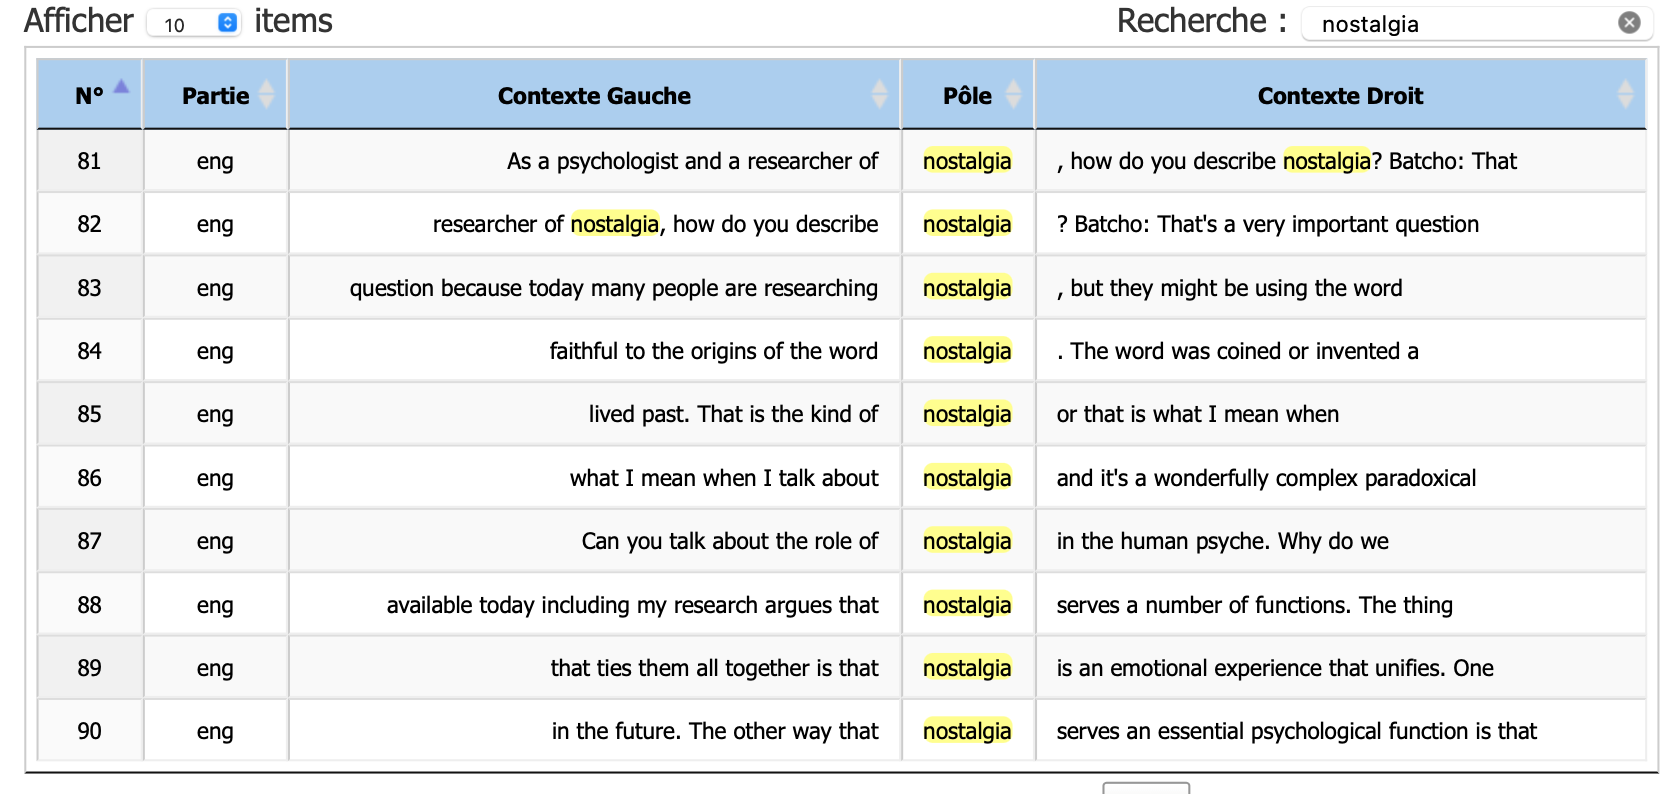 Afficher 10 items Recherche : nostalgia
N° Partie Contexte Gauche Pôle Contexte Droit
81 eng As a psychologist and a researcher of nostalgia , how do you describe nostalgia? Batcho: That
82 eng researcher of nostalgia, how do you describe nostalgia ? Batcho: That's a very important question
83 eng question because today many people are researching nostalgia , but they might be using the word
84 eng faithful to the origins of the word nostalgia . The word was coined or invented a
85 eng lived past. That is the kind of nostalgia or that is what I mean when
86 eng what I mean when I talk about nostalgia and it's a wonderfully complex paradoxical
87 eng Can you talk about the role of nostalgia in the human psyche. Why do we
88 eng available today including my research argues that nostalgia serves a number of functions. The thing
89 eng that ties them all together is that nostalgia is an emotional experience that unifies. One
90 eng in the future. The other way that nostalgia serves an essential psychological function is that